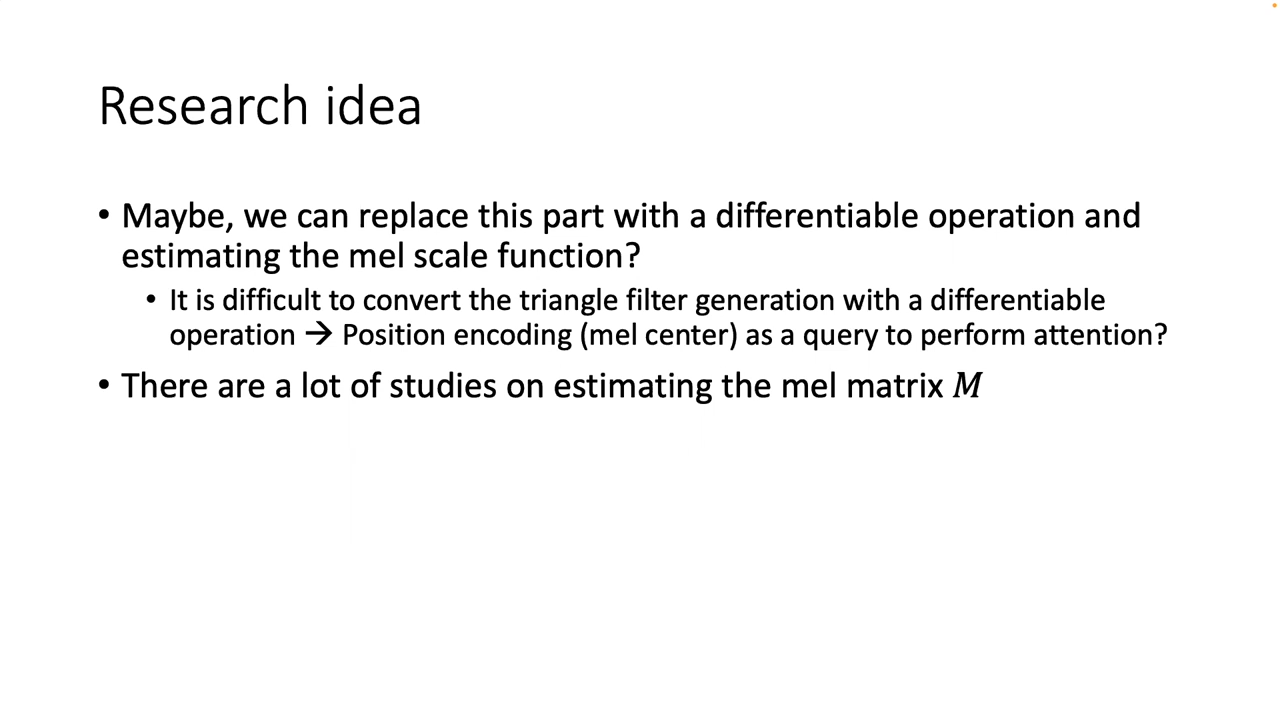 Research idea
• Maybe, we can replace this part with a differentiable operation and
estimating the mel scale function?
• It is difficult to convert the triangle filter generation with a differentiable
operation → Position encoding (mel center) as a query to perform attention?
• There are a lot of studies on estimating the mel matrix M